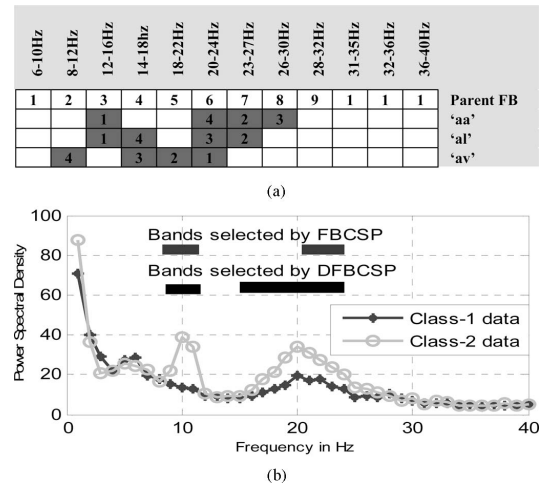 6-10Hz 8-12Hz 12-16Hz 14-18hz 18-22Hz 20-24Hz 23-27Hz 26-30Hz 28-32Hz 31-35Hz 32-36Hz 36-40Hz
1 2 3 4 5 6 7 8 9 1 1 1 Parent FB
1 4 2 3 'aa'
1 4 3 2 'al'
4 3 2 1 'av'
(a)
100
80
60
40
20
0
Power Spectral Density
Bands selected by FBCSP
Bands selected by DFBCSP
Class-1 data
Class-2 data
0 10 20 30 40
Frequency in Hz
(b)